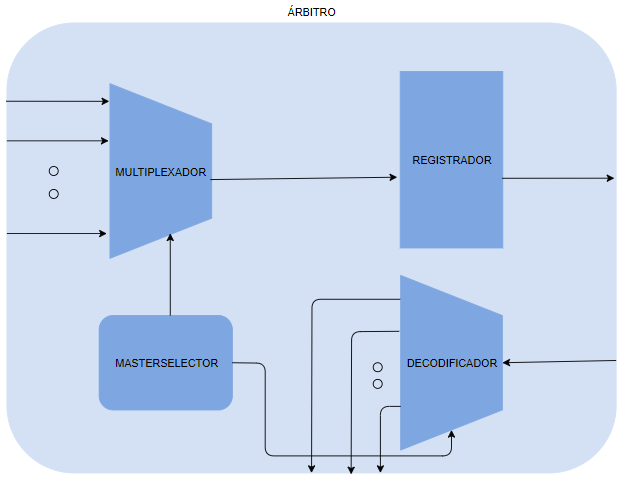 ÁRBITRO
MULTIPLEXADOR
REGISTRADOR
MASTERSELECTOR
DECODIFICADOR